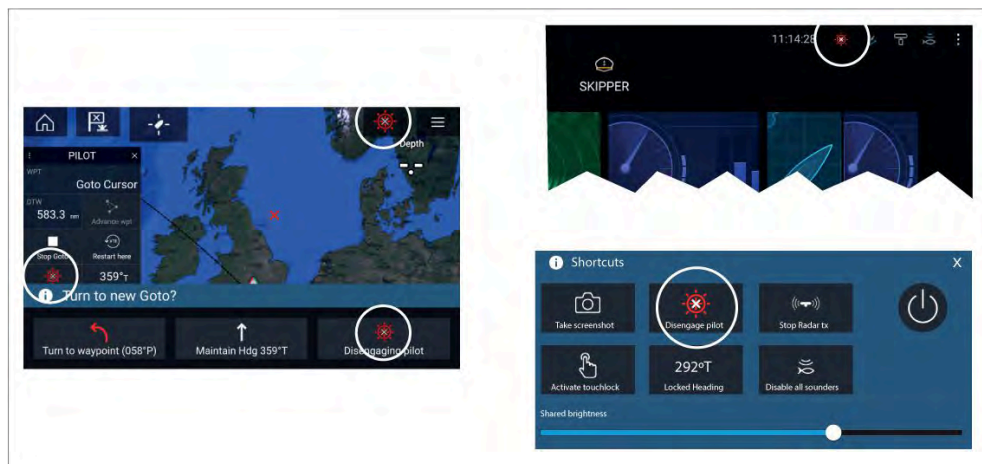 Depth
--.-
PILOT
WPT
Goto Cursor
DTW
583.3 nm
Advance wpt
Stop Goto
Restart here
359°T
Turn to new Goto?
Turn to waypoint (058°P)
Maintain Hdg 359°T
Disengaging pilot
11:14:28
SKIPPER
Shortcuts
X
Take screenshot
Disengage pilot
Stop Radar tx
Activate touchlock
292°T
Locked Heading
Disable all sounders
Shared brightness